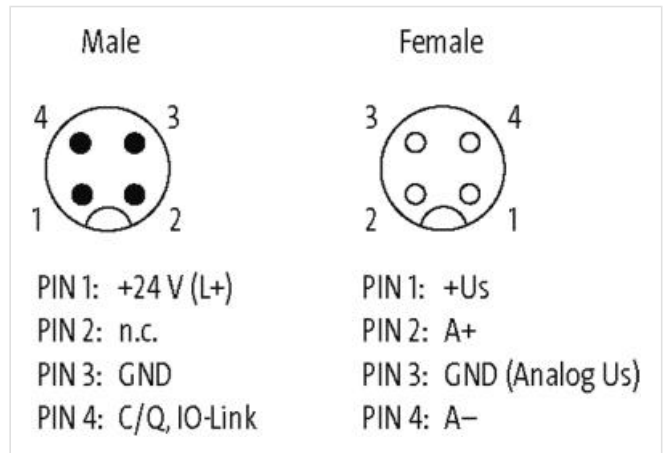 Male
Female
4 3
3 4
1 2
2 1
PIN 1: +24 V (L+)
PIN 2: n.c.
PIN 3: GND
PIN 4: C/Q, IO-Link
PIN 1: +Us
PIN 2: A+
PIN 3: GND (Analog Us)
PIN 4: A–